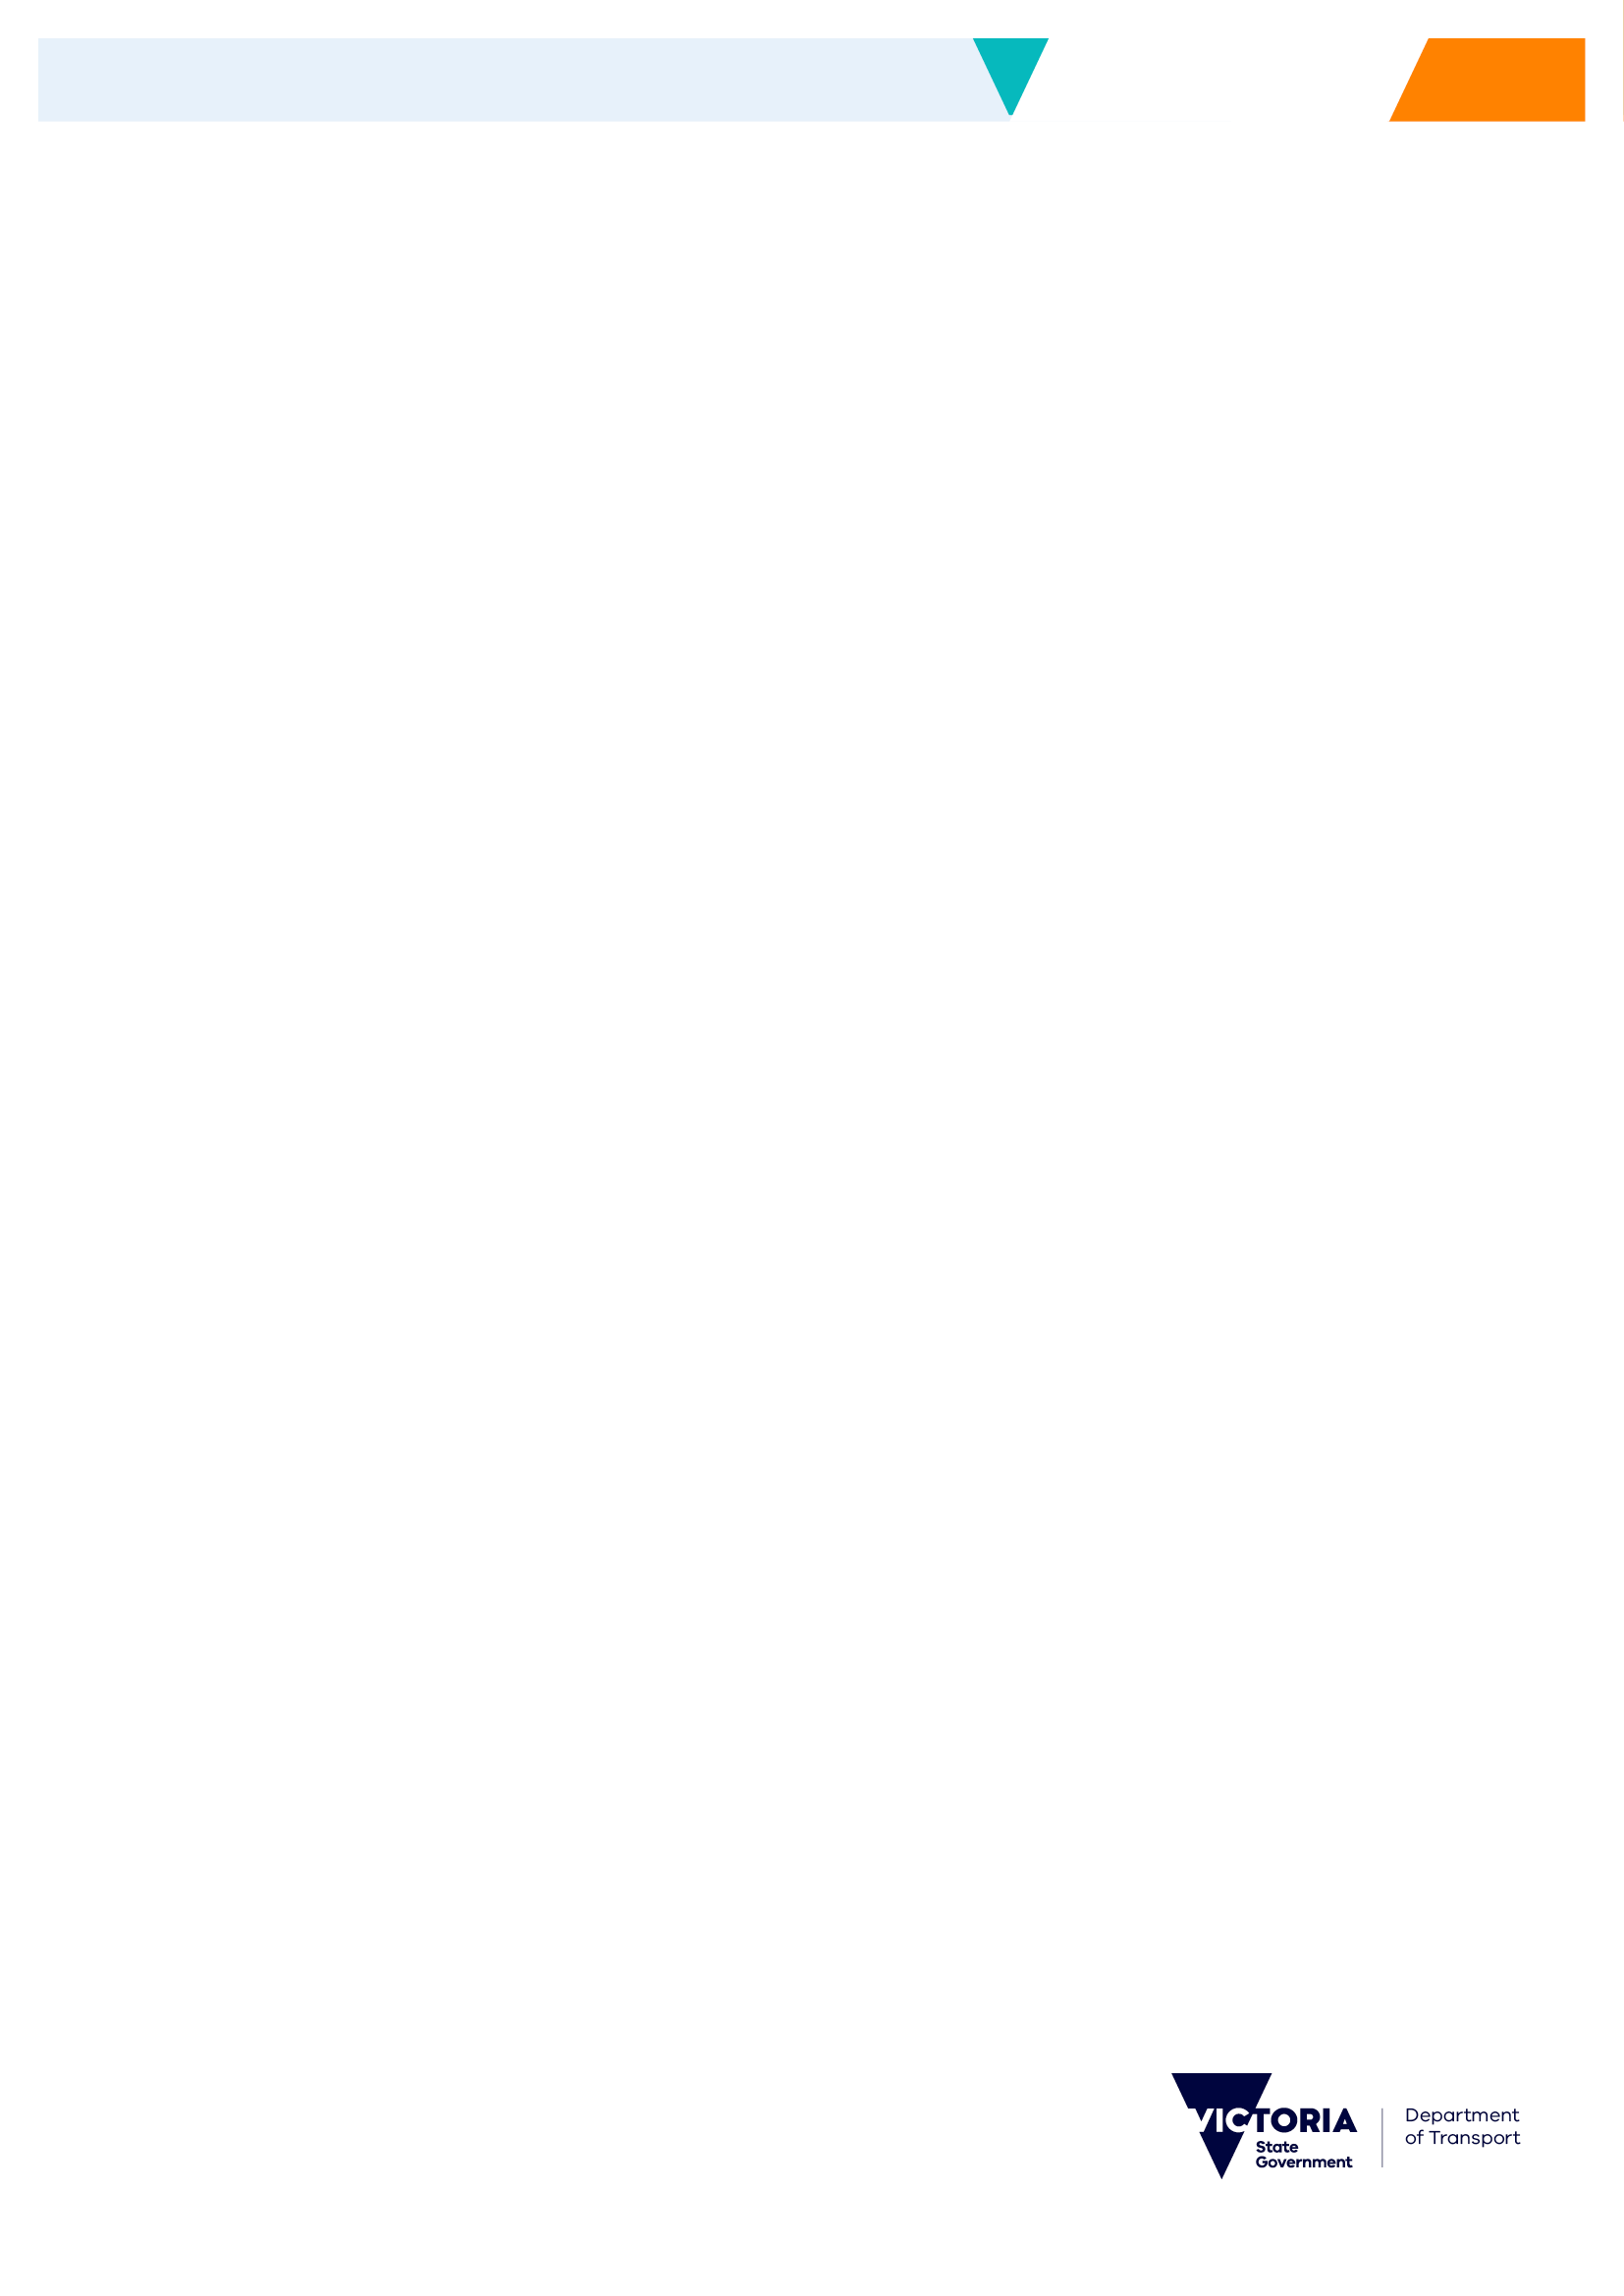 VICTORIA
State
Government
Department
of Transport